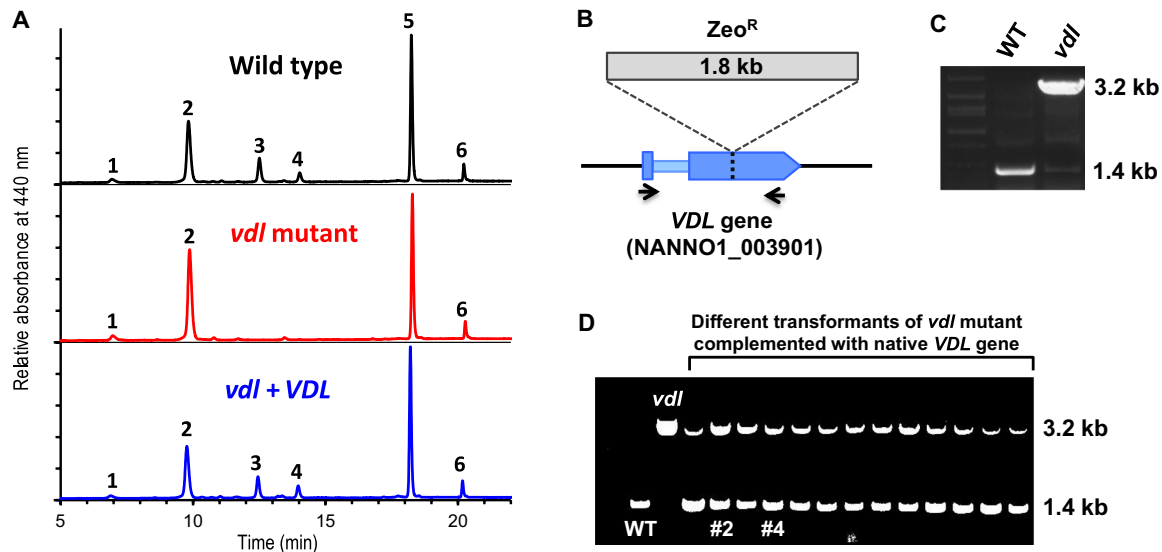 A
Relative absorbance at 440 nm
Wild type
1
2
3
4
5
6
vdl mutant
1
2
6
vdl + VDL
1
2
3
4
6
5
10
15
20
Time (min)
B
Zeo^R
1.8 kb
VDL gene
(NANNO1_003901)
C
WT
vdl
3.2 kb
1.4 kb
D
Different transformants of vdl mutant
complemented with native VDL gene
vdl
3.2 kb
1.4 kb
WT
#2
#4